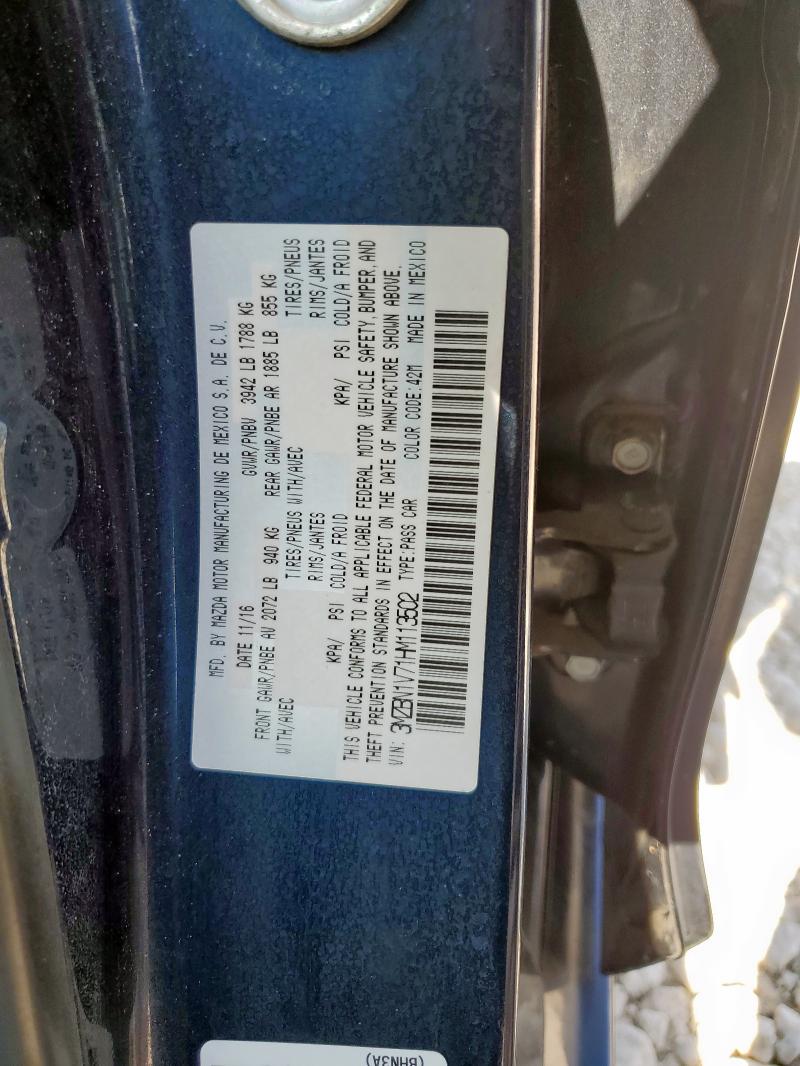 MFD. BY MAZDA MOTOR MANUFACTURING DE MEXICO S.A. DE C.V.
DATE 11/16 GVWR/PNBV 3942 LB 1788 KG
FRONT GAWR/PNBE AV 2072 LB 940 KG REAR GAWR/PNBE AR 1885 LB 855 KG
WITH/AVEC TIRES/PNEUS WITH/AVEC TIRES/PNEUS
RIMS/JANTES RIMS/JANTES
KPA/ PSI COLD/A FROID KPA/ PSI COLD/A FROID
THIS VEHICLE CONFORMS TO ALL APPLICABLE FEDERAL MOTOR VEHICLE SAFETY,BUMPER,AND
THEFT PREVENTION STANDARDS IN EFFECT ON THE DATE OF MANUFACTURE SHOWN ABOVE.
VIN: 3MZBN1V71HM113502 TYPE:PASS CAR COLOR CODE:42M MADE IN MEXICO
(BHN3A)